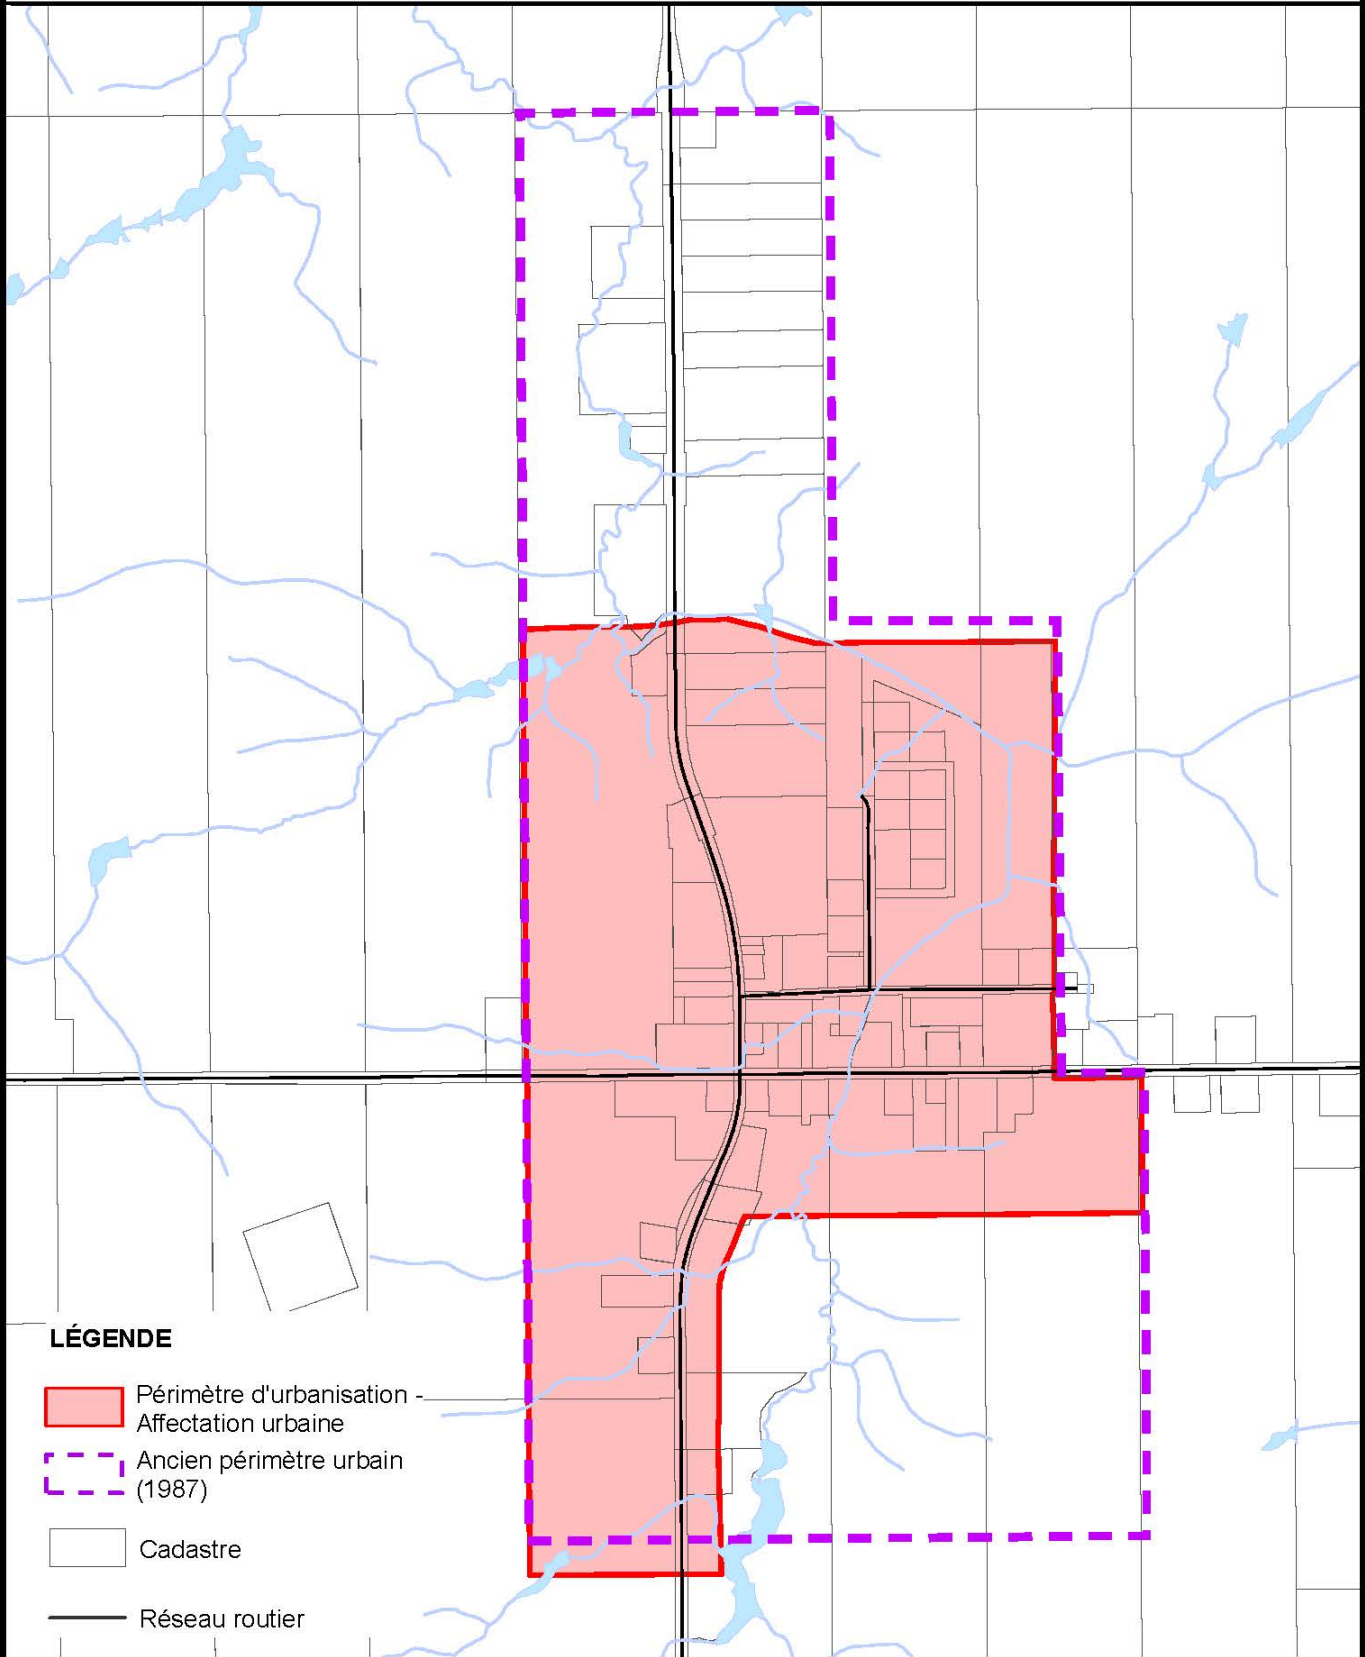 LÉGENDE
Périmètre d'urbanisation -
Affectation urbaine
Ancien périmètre urbain
(1987)
Cadastre
Réseau routier